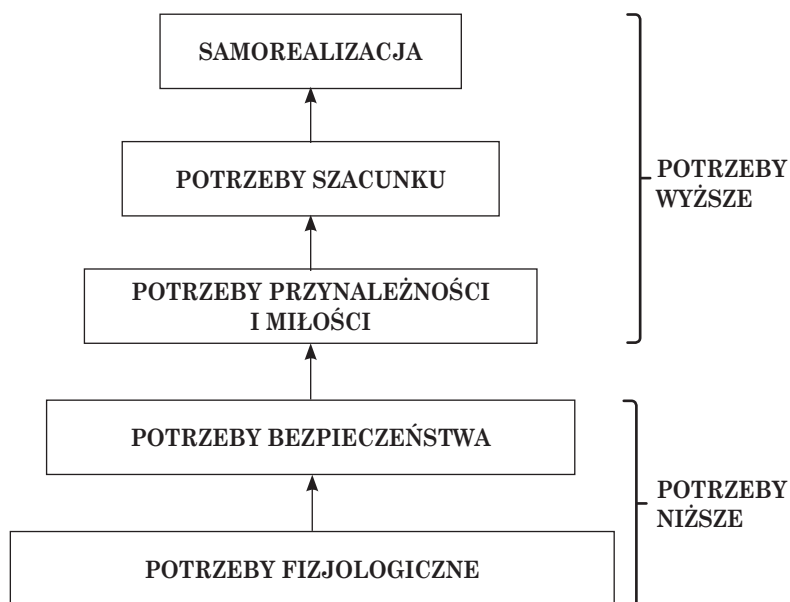 SAMOREALIZACJA
POTRZEBY SZACUNKU
POTRZEBY
WYŻSZE
POTRZEBY PRZYNALEŻNOŚCI
I MIŁOŚCI
POTRZEBY BEZPIECZEŃSTWA
POTRZEBY
NIŻSZE
POTRZEBY FIZJOLOGICZNE